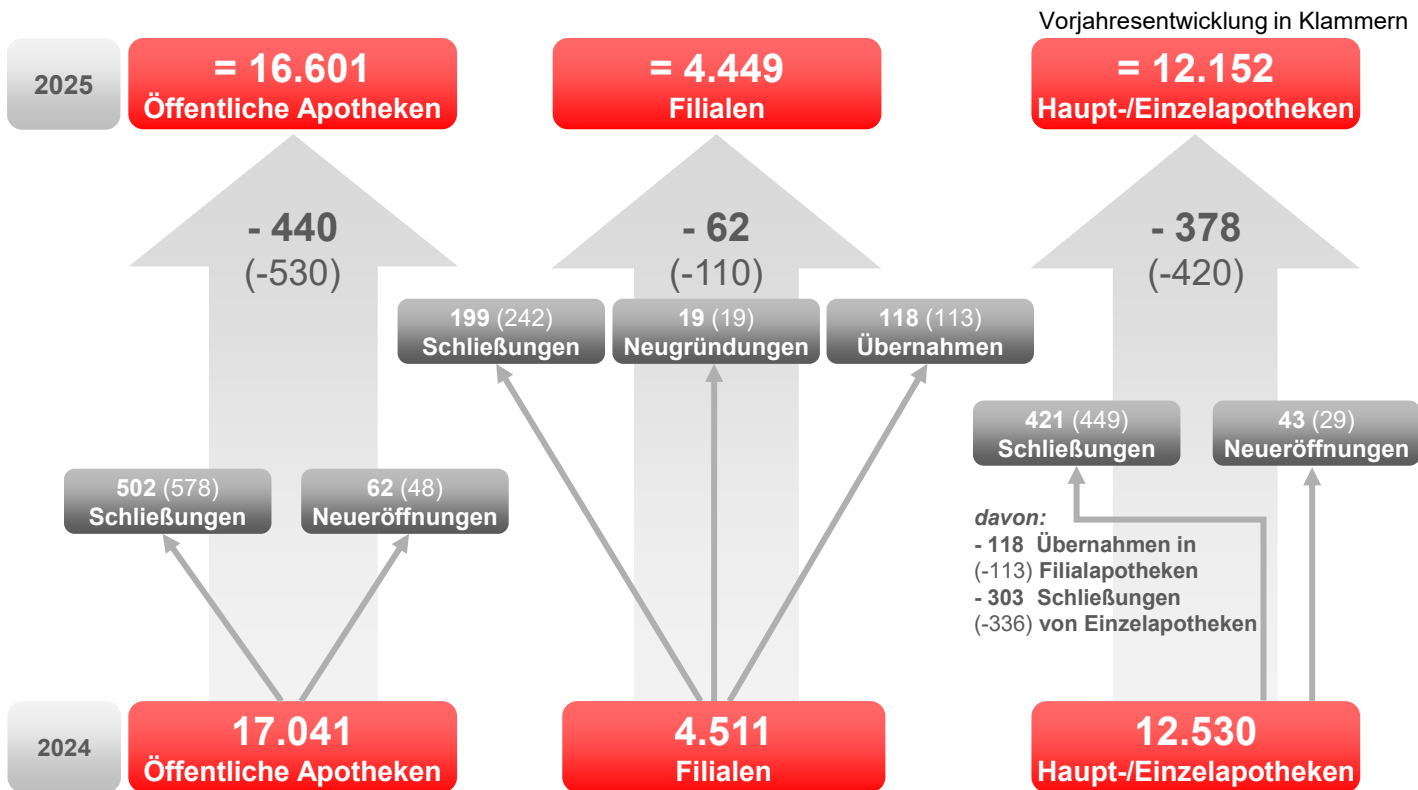 Vorjahresentwicklung in Klammern
2025
= 16.601
Öffentliche Apotheken
= 4.449
Filialen
= 12.152
Haupt-/Einzelapotheken
- 440
(-530)
- 62
(-110)
- 378
(-420)
199 (242)
Schließungen
19 (19)
Neugründungen
118 (113)
Übernahmen
421 (449)
Schließungen
43 (29)
Neueröffnungen
502 (578)
Schließungen
62 (48)
Neueröffnungen
davon:
- 118 Übernahmen in
(-113) Filialapotheken
- 303 Schließungen
(-336) von Einzelapotheken
2024
17.041
Öffentliche Apotheken
4.511
Filialen
12.530
Haupt-/Einzelapotheken